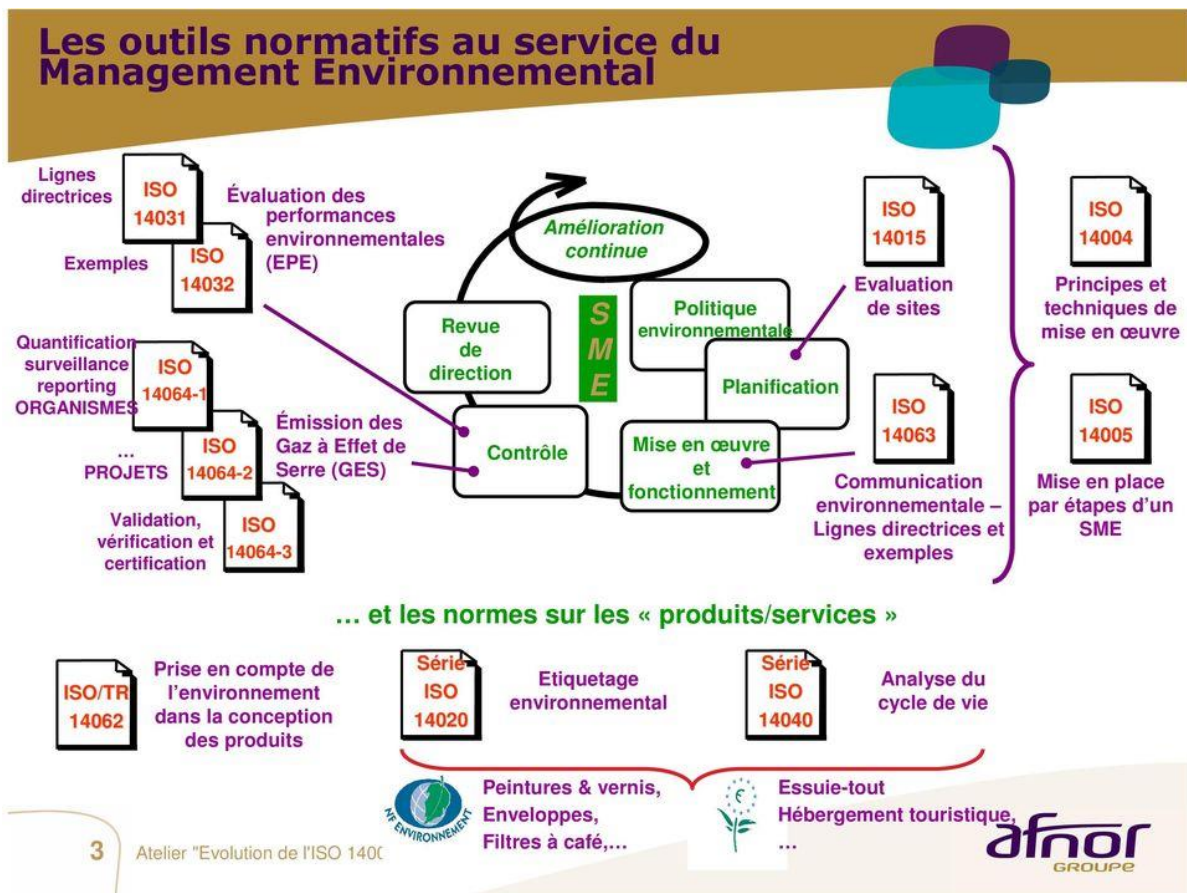 Les outils normatifs au service du
Management Environnemental
Lignes
directrices
ISO
14031
Évaluation des
performances
environnementales
(EPE)
Exemples
ISO
14032
Quantification
surveillance
reporting
ORGANISMES
ISO
14064-1
...
PROJETS
ISO
14064-2
Émission des
Gaz à Effet de
Serre (GES)
Validation,
vérification et
certification
ISO
14064-3
Amélioration
continue
S
M
E
Revue
de
direction
Politique
environnementale
Planification
Contrôle
Mise en œuvre
et
fonctionnement
ISO
14015
Evaluation
de sites
ISO
14063
Communication
environnementale –
Lignes directrices et
exemples
ISO
14004
Principes et
techniques de
mise en œuvre
ISO
14005
Mise en place
par étapes d'un
SME
... et les normes sur les « produits/services »
ISO/TR
14062
Prise en compte de
l'environnement
dans la conception
des produits
Série
ISO
14020
Etiquetage
environnemental
Série
ISO
14040
Analyse du
cycle de vie
NF ENVIRONNEMENT
Peintures & vernis,
Enveloppes,
Filtres à café,...
Essuie-tout
Hébergement touristique,
...
3
Atelier "Evolution de l'ISO 1400
afnor
GROUPE